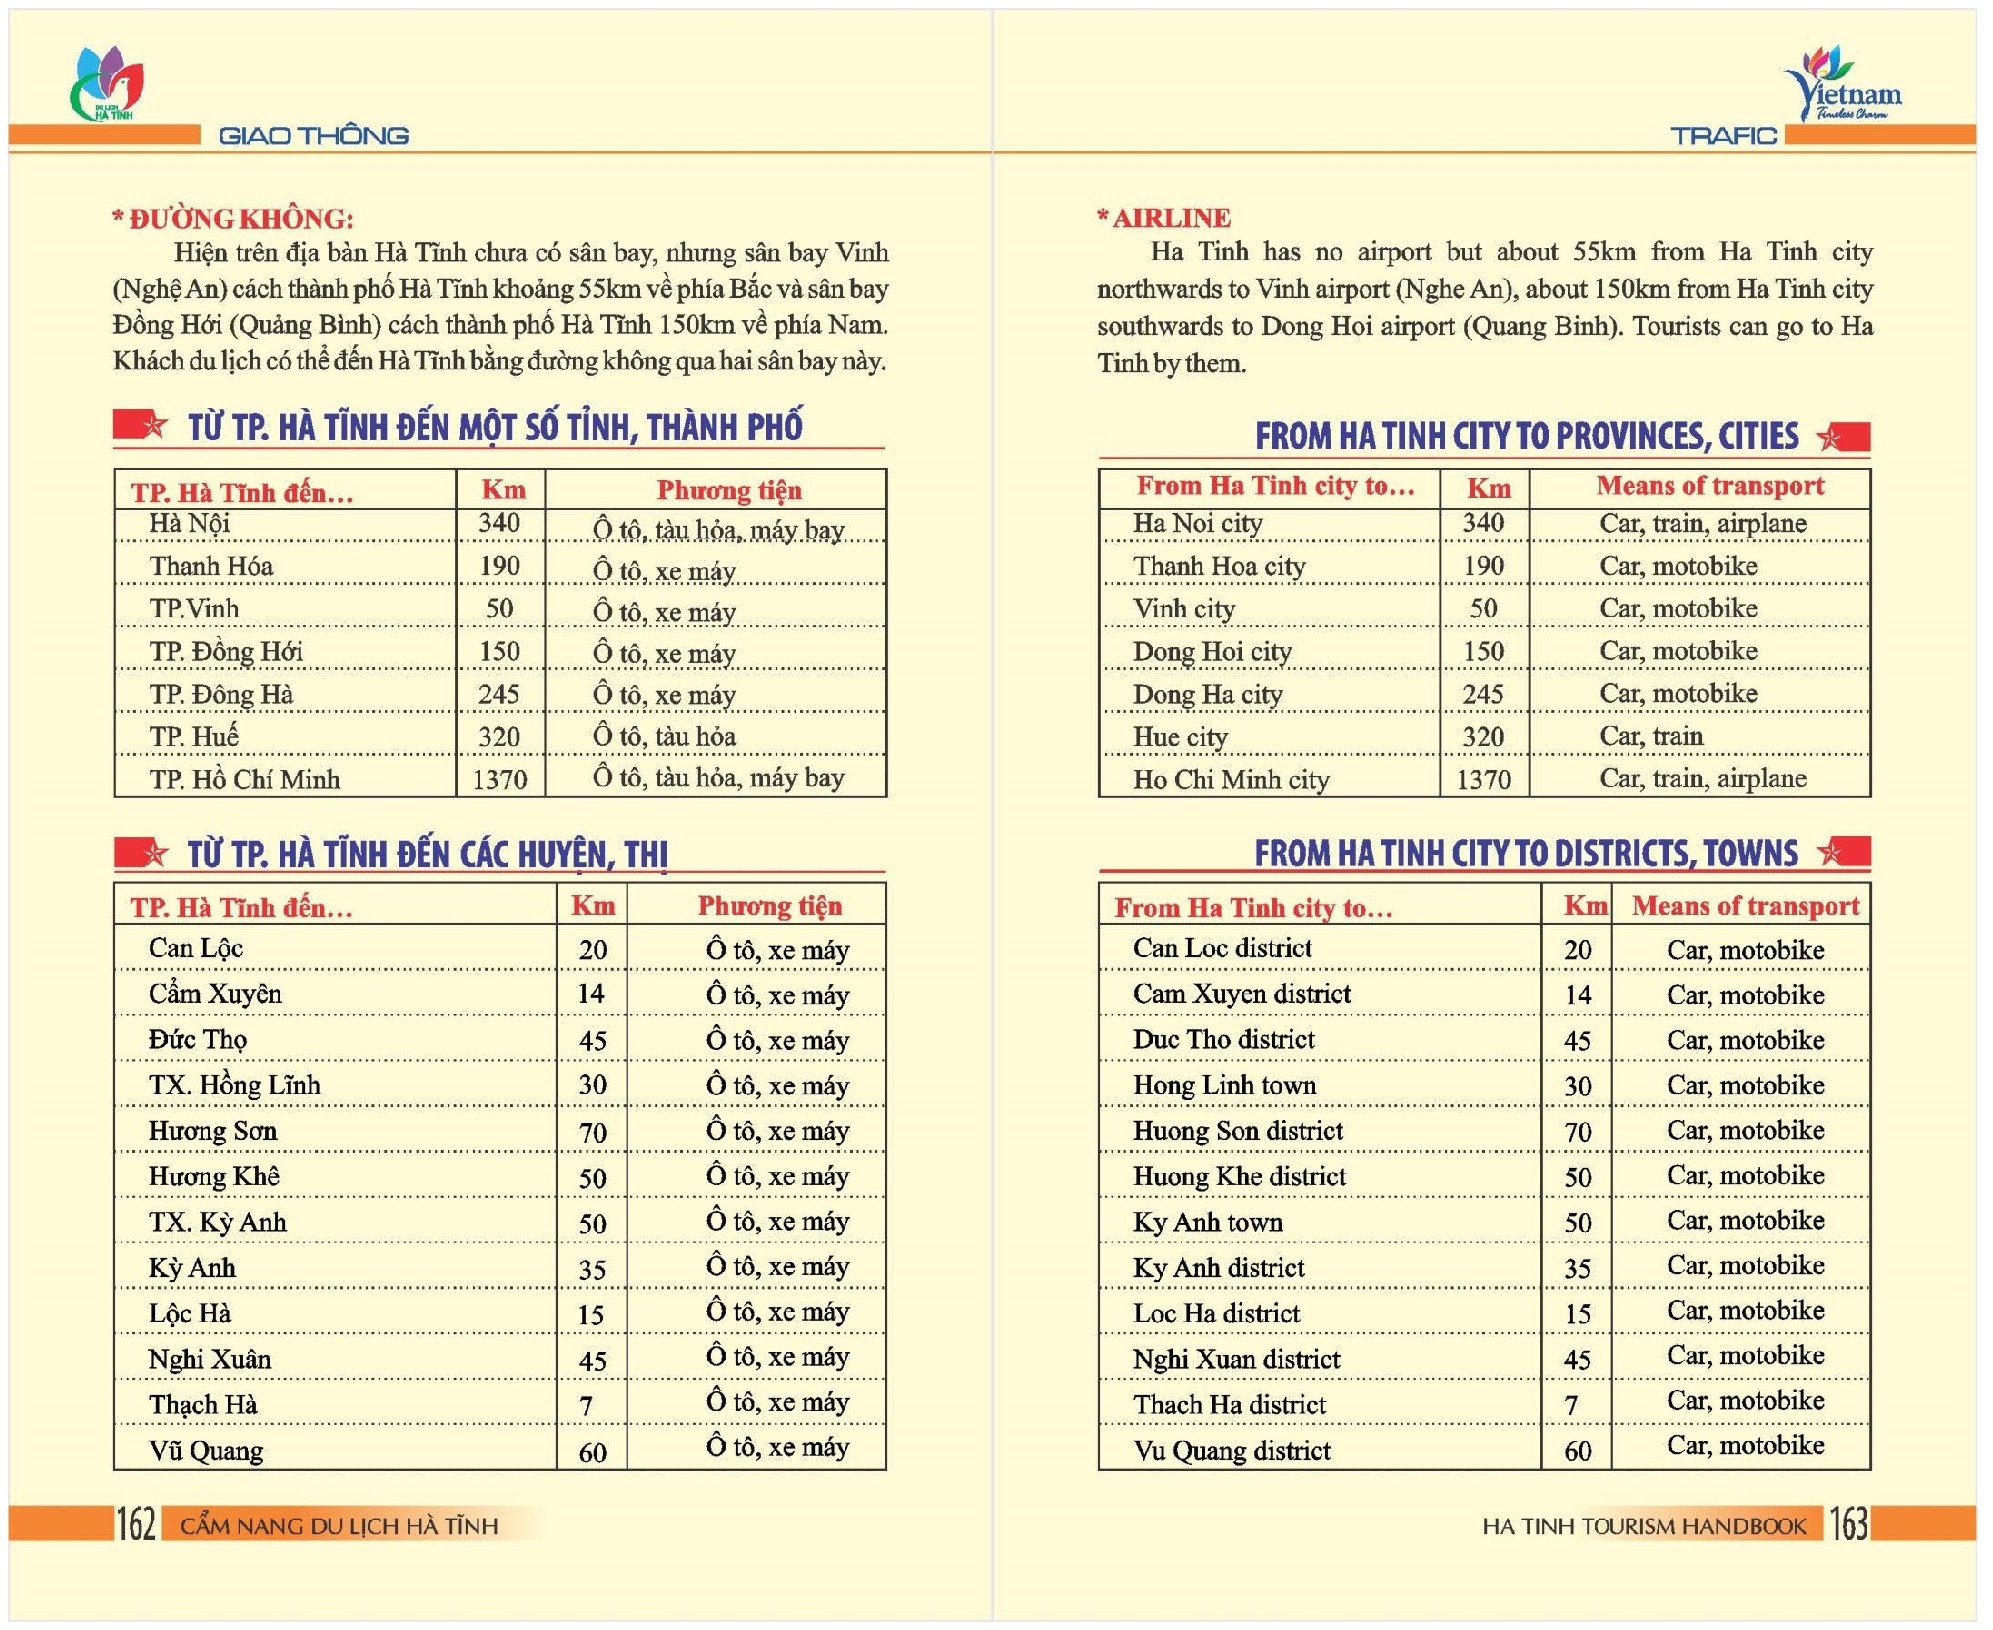 DU LỊCH
HÀ TĨNH
GIAO THÔNG
* ĐƯỜNG KHÔNG:
Hiện trên địa bàn Hà Tĩnh chưa có sân bay, nhưng sân bay Vinh
(Nghệ An) cách thành phố Hà Tĩnh khoảng 55km về phía Bắc và sân bay
Đồng Hới (Quảng Bình) cách thành phố Hà Tĩnh 150km về phía Nam.
Khách du lịch có thể đến Hà Tĩnh bằng đường không qua hai sân bay này.
TỪ TP. HÀ TĨNH ĐẾN MỘT SỐ TỈNH, THÀNH PHỐ
TP. Hà Tĩnh đến... Km Phương tiện
Hà Nội 340 Ô tô, tàu hỏa, máy bay
Thanh Hóa 190 Ô tô, xe máy
TP.Vinh 50 Ô tô, xe máy
TP. Đồng Hới 150 Ô tô, xe máy
TP. Đông Hà 245 Ô tô, xe máy
TP. Huế 320 Ô tô, tàu hỏa
TP. Hồ Chí Minh 1370 Ô tô, tàu hỏa, máy bay
TỪ TP. HÀ TĨNH ĐẾN CÁC HUYỆN, THỊ
TP. Hà Tĩnh đến... Km Phương tiện
Can Lộc 20 Ô tô, xe máy
Cẩm Xuyên 14 Ô tô, xe máy
Đức Thọ 45 Ô tô, xe máy
TX. Hồng Lĩnh 30 Ô tô, xe máy
Hương Sơn 70 Ô tô, xe máy
Hương Khê 50 Ô tô, xe máy
TX. Kỳ Anh 50 Ô tô, xe máy
Kỳ Anh 35 Ô tô, xe máy
Lộc Hà 15 Ô tô, xe máy
Nghi Xuân 45 Ô tô, xe máy
Thạch Hà 7 Ô tô, xe máy
Vũ Quang 60 Ô tô, xe máy
162 CẨM NANG DU LỊCH HÀ TĨNH
Vietnam
Timeless Charm
TRAFIC
* AIRLINE
Ha Tinh has no airport but about 55km from Ha Tinh city
northwards to Vinh airport (Nghe An), about 150km from Ha Tinh city
southwards to Dong Hoi airport (Quang Binh). Tourists can go to Ha
Tinh by them.
FROM HA TINH CITY TO PROVINCES, CITIES
From Ha Tinh city to... Km Means of transport
Ha Noi city 340 Car, train, airplane
Thanh Hoa city 190 Car, motobike
Vinh city 50 Car, motobike
Dong Hoi city 150 Car, motobike
Dong Ha city 245 Car, motobike
Hue city 320 Car, train
Ho Chi Minh city 1370 Car, train, airplane
FROM HA TINH CITY TO DISTRICTS, TOWNS
From Ha Tinh city to... Km Means of transport
Can Loc district 20 Car, motobike
Cam Xuyen district 14 Car, motobike
Duc Tho district 45 Car, motobike
Hong Linh town 30 Car, motobike
Huong Son district 70 Car, motobike
Huong Khe district 50 Car, motobike
Ky Anh town 50 Car, motobike
Ky Anh district 35 Car, motobike
Loc Ha district 15 Car, motobike
Nghi Xuan district 45 Car, motobike
Thach Ha district 7 Car, motobike
Vu Quang district 60 Car, motobike
HA TINH TOURISM HANDBOOK 163